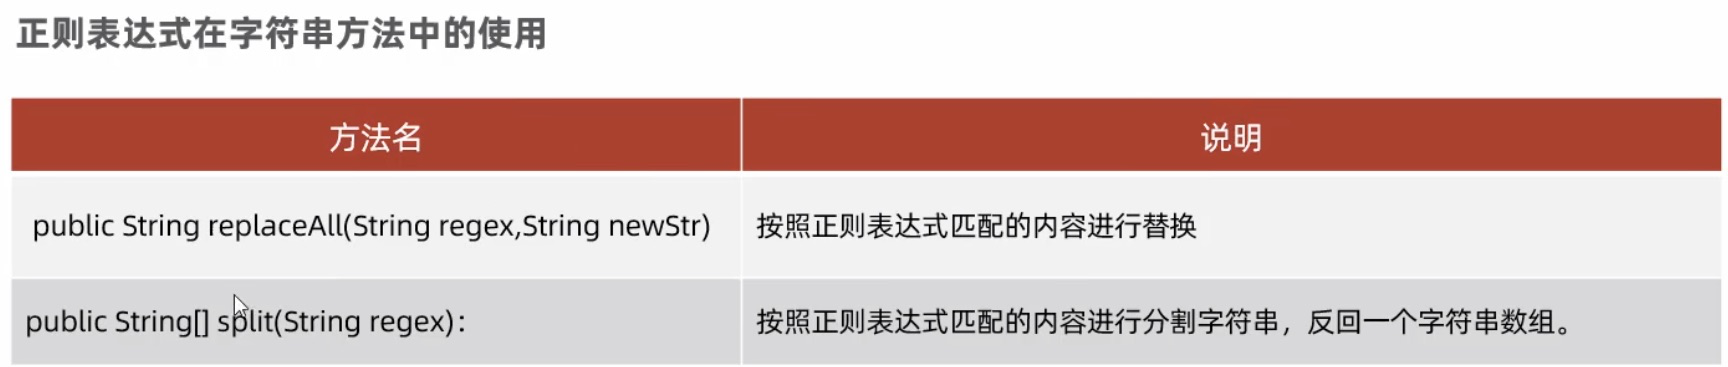 正则表达式在字符串方法中的使用
方法名
说明
public String replaceAll(String regex,String newStr)
按照正则表达式匹配的内容进行替换
public String[] split(String regex)：
按照正则表达式匹配的内容进行分割字符串，反回一个字符串数组。